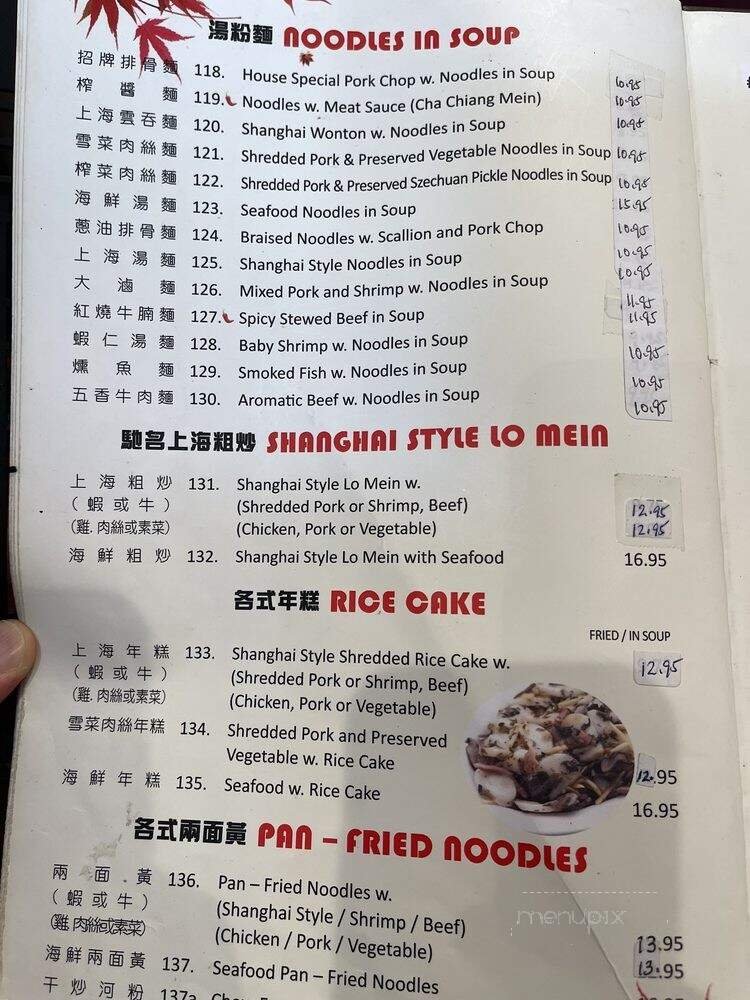 湯粉麵 NOODLES IN SOUP
招牌排骨麵 118. House Special Pork Chop w. Noodles in Soup 10.95
榨醬麵 119. Noodles w. Meat Sauce (Cha Chiang Mein) 10.95
上海雲吞麵 120. Shanghai Wonton w. Noodles in Soup 10.95
雪菜肉絲麵 121. Shredded Pork & Preserved Vegetable Noodles in Soup 10.95
榨菜肉絲麵 122. Shredded Pork & Preserved Szechuan Pickle Noodles in Soup 10.95
海鮮湯麵 123. Seafood Noodles in Soup 15.95
蔥油排骨麵 124. Braised Noodles w. Scallion and Pork Chop 10.95
上海湯麵 125. Shanghai Style Noodles in Soup 10.95
大滷麵 126. Mixed Pork and Shrimp w. Noodles in Soup 10.95
紅燒牛腩麵 127. Spicy Stewed Beef in Soup 11.95
11.95
蝦仁湯麵 128. Baby Shrimp w. Noodles in Soup 10.95
燻魚麵 129. Smoked Fish w. Noodles in Soup 10.95
五香牛肉麵 130. Aromatic Beef w. Noodles in Soup 10.95
馳名上海粗炒 SHANGHAI STYLE LO MEIN
上海粗炒 131. Shanghai Style Lo Mein w.
(蝦或牛) (Shredded Pork or Shrimp, Beef) 12.95
(雞.肉絲或素菜) (Chicken, Pork or Vegetable) 12.95
海鮮粗炒 132. Shanghai Style Lo Mein with Seafood 16.95
各式年糕 RICE CAKE
FRIED / IN SOUP
上海年糕 133. Shanghai Style Shredded Rice Cake w. 12.95
(蝦或牛) (Shredded Pork or Shrimp, Beef)
(雞.肉絲或素菜) (Chicken, Pork or Vegetable)
雪菜肉絲年糕 134. Shredded Pork and Preserved
Vegetable w. Rice Cake 12.95
海鮮年糕 135. Seafood w. Rice Cake 16.95
各式兩面黃 PAN – FRIED NOODLES
兩面黃 136. Pan – Fried Noodles w.
(蝦或牛) (Shanghai Style / Shrimp / Beef)
(雞.肉絲或素菜) (Chicken / Pork / Vegetable) 13.95
海鮮兩面黃 137. Seafood Pan – Fried Noodles 13.95
干炒河粉 137a
menupix